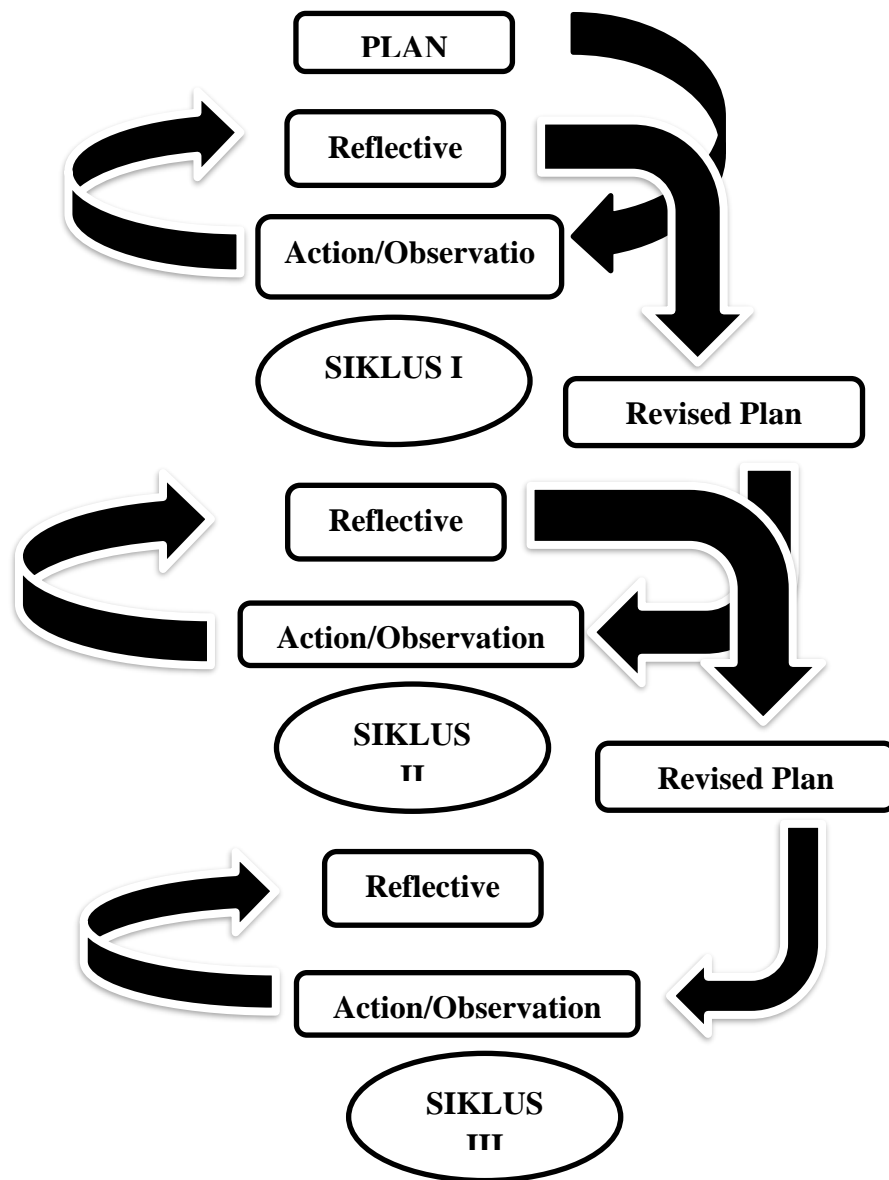 PLAN
Reflective
Action/Observatio
SIKLUS I
Revised Plan
Reflective
Action/Observation
SIKLUS
II
Revised Plan
Reflective
Action/Observation
SIKLUS
III